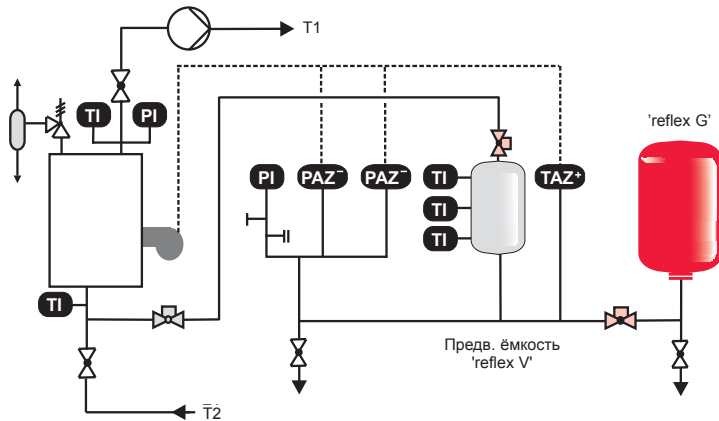 T1
TI
PI
'reflex G'
PI
PAZ⁻
PAZ⁻
TI
TAZ⁺
TI
TI
TI
Предв. ёмкость
'reflex V'
T2